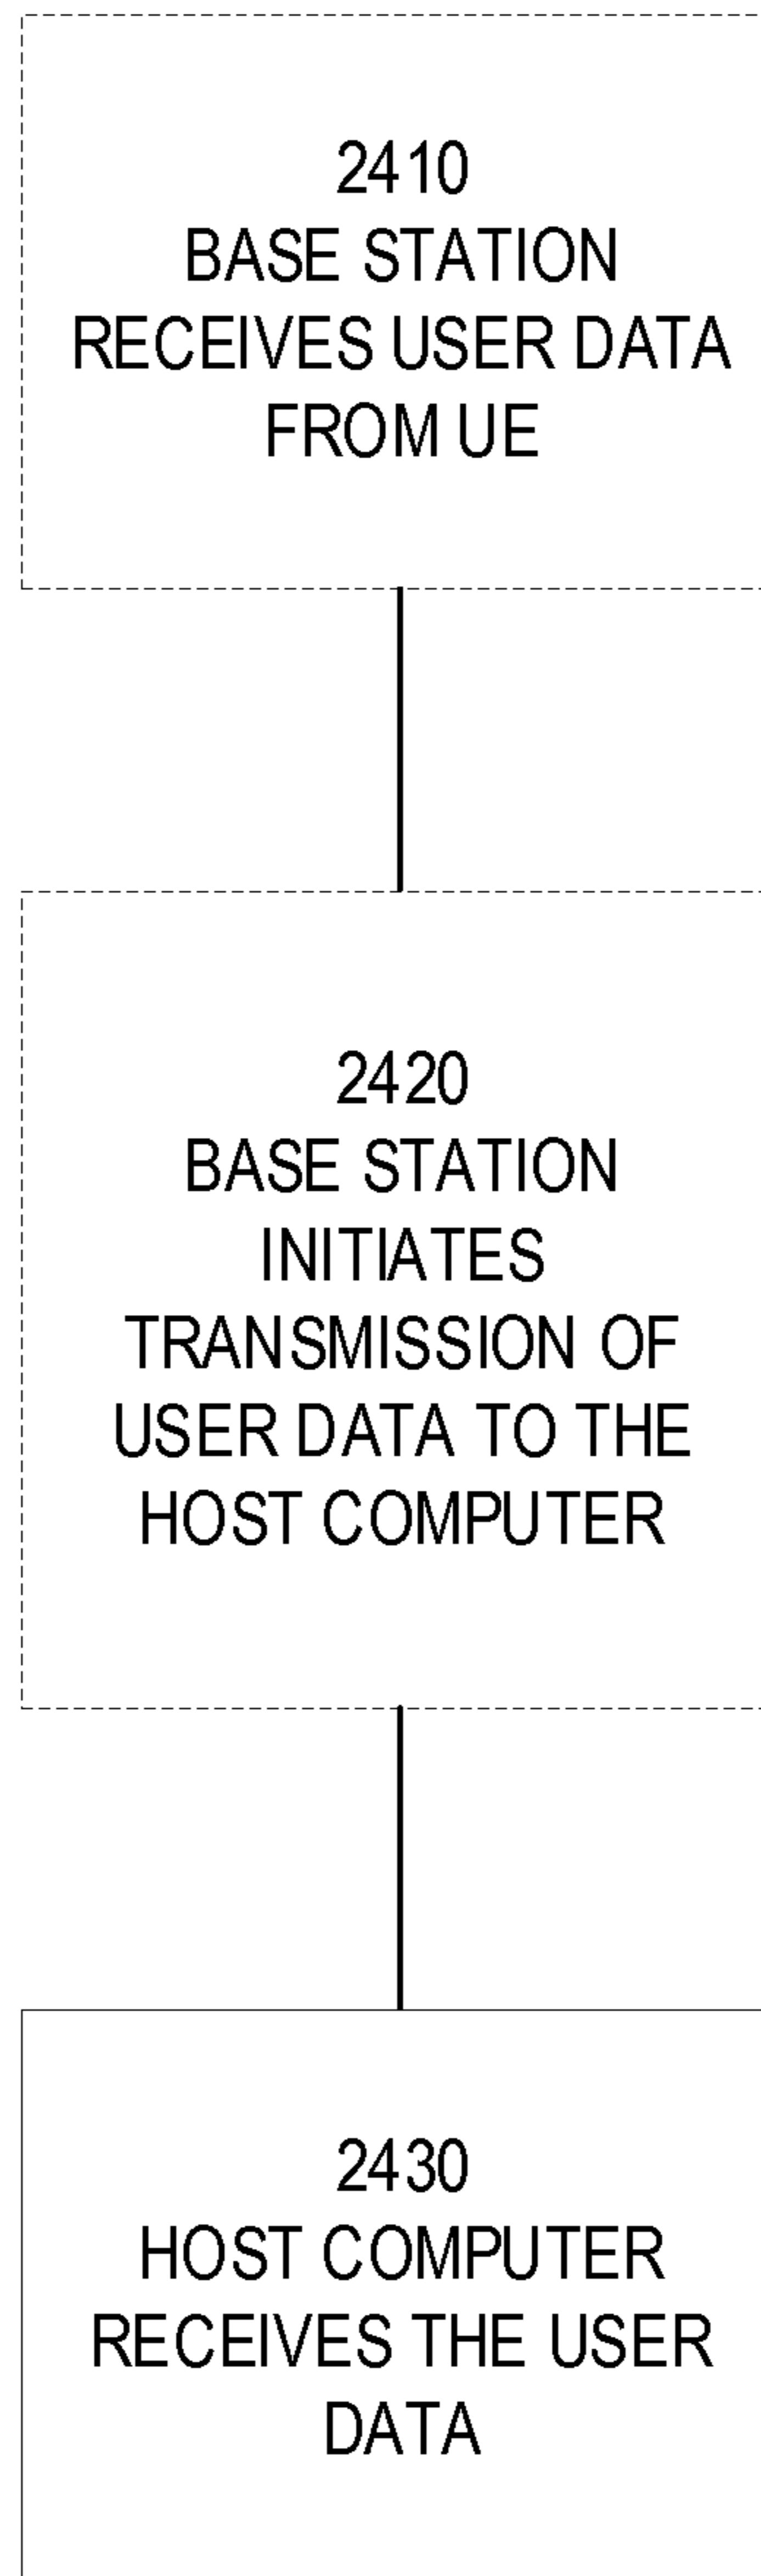 2410
BASE STATION
RECEIVES USER DATA
FROM UE
2420
BASE STATION
INITIATES
TRANSMISSION OF
USER DATA TO THE
HOST COMPUTER
2430
HOST COMPUTER
RECEIVES THE USER
DATA